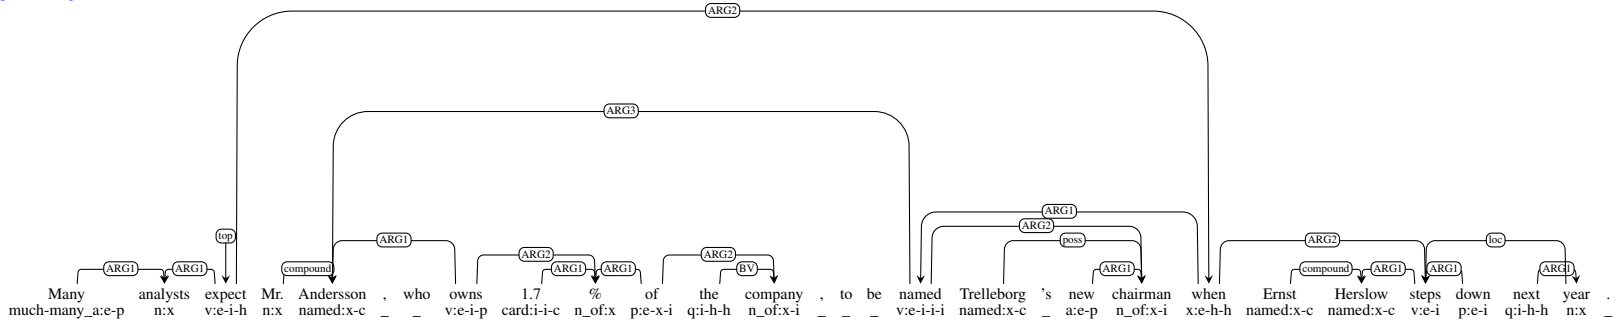 ARG2
ARG3
ARG1
ARG2
top ARG1 poss ARG2 loc
ARG2 ARG2
ARG1 ARG1 compound ARG1 ARG1 BV ARG1 compound ARG1 ARG1 ARG1
Many analysts expect Mr. Andersson , who owns 1.7 % of the company , to be named Trelleborg 's new chairman when Ernst Herslow steps down next year .
much-many_a:e-p n:x v:e-i-h n:x named:x-c _ _ v:e-i-p card:i-i-c n_of:x p:e-x-i q:i-h-h n_of:x-i _ _ _ v:e-i-i-i named:x-c _ a:e-p n_of:x-i x:e-h-h named:x-c named:x-c v:e-i p:e-i q:i-h-h n:x _